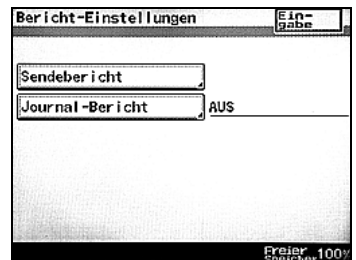 Bericht-Einstellungen
Ein-
gabe
Sendebericht
Journal-Bericht AUS
Freier
Speicher 100%